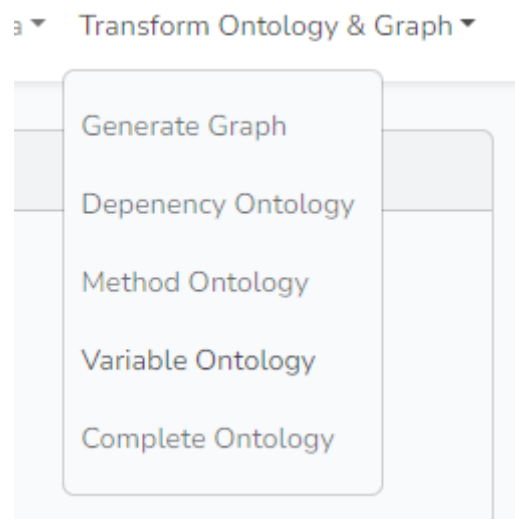 a Transform Ontology & Graph
Generate Graph
Depenency Ontology
Method Ontology
Variable Ontology
Complete Ontology